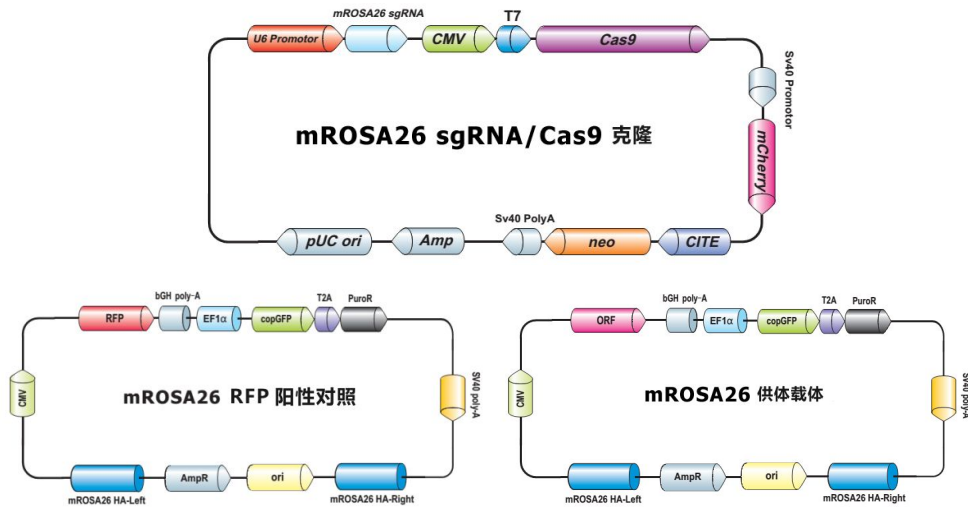 U6 Promotor
mROSA26 sgRNA
CMV
T7
Cas9
Sv40 Promotor
mCherry
mROSA26 sgRNA/Cas9 克隆
pUC ori
Amp
Sv40 PolyA
neo
CITE
RFP
bGH poly-A
EF1α
copGFP
T2A
PuroR
CMV
SV40 poly-A
mROSA26 RFP 阳性对照
mROSA26 HA-Left
AmpR
ori
mROSA26 HA-Right
ORF
bGH poly-A
EF1α
copGFP
T2A
PuroR
CMV
SV40 poly-A
mROSA26 供体载体
mROSA26 HA-Left
AmpR
ori
mROSA26 HA-Right